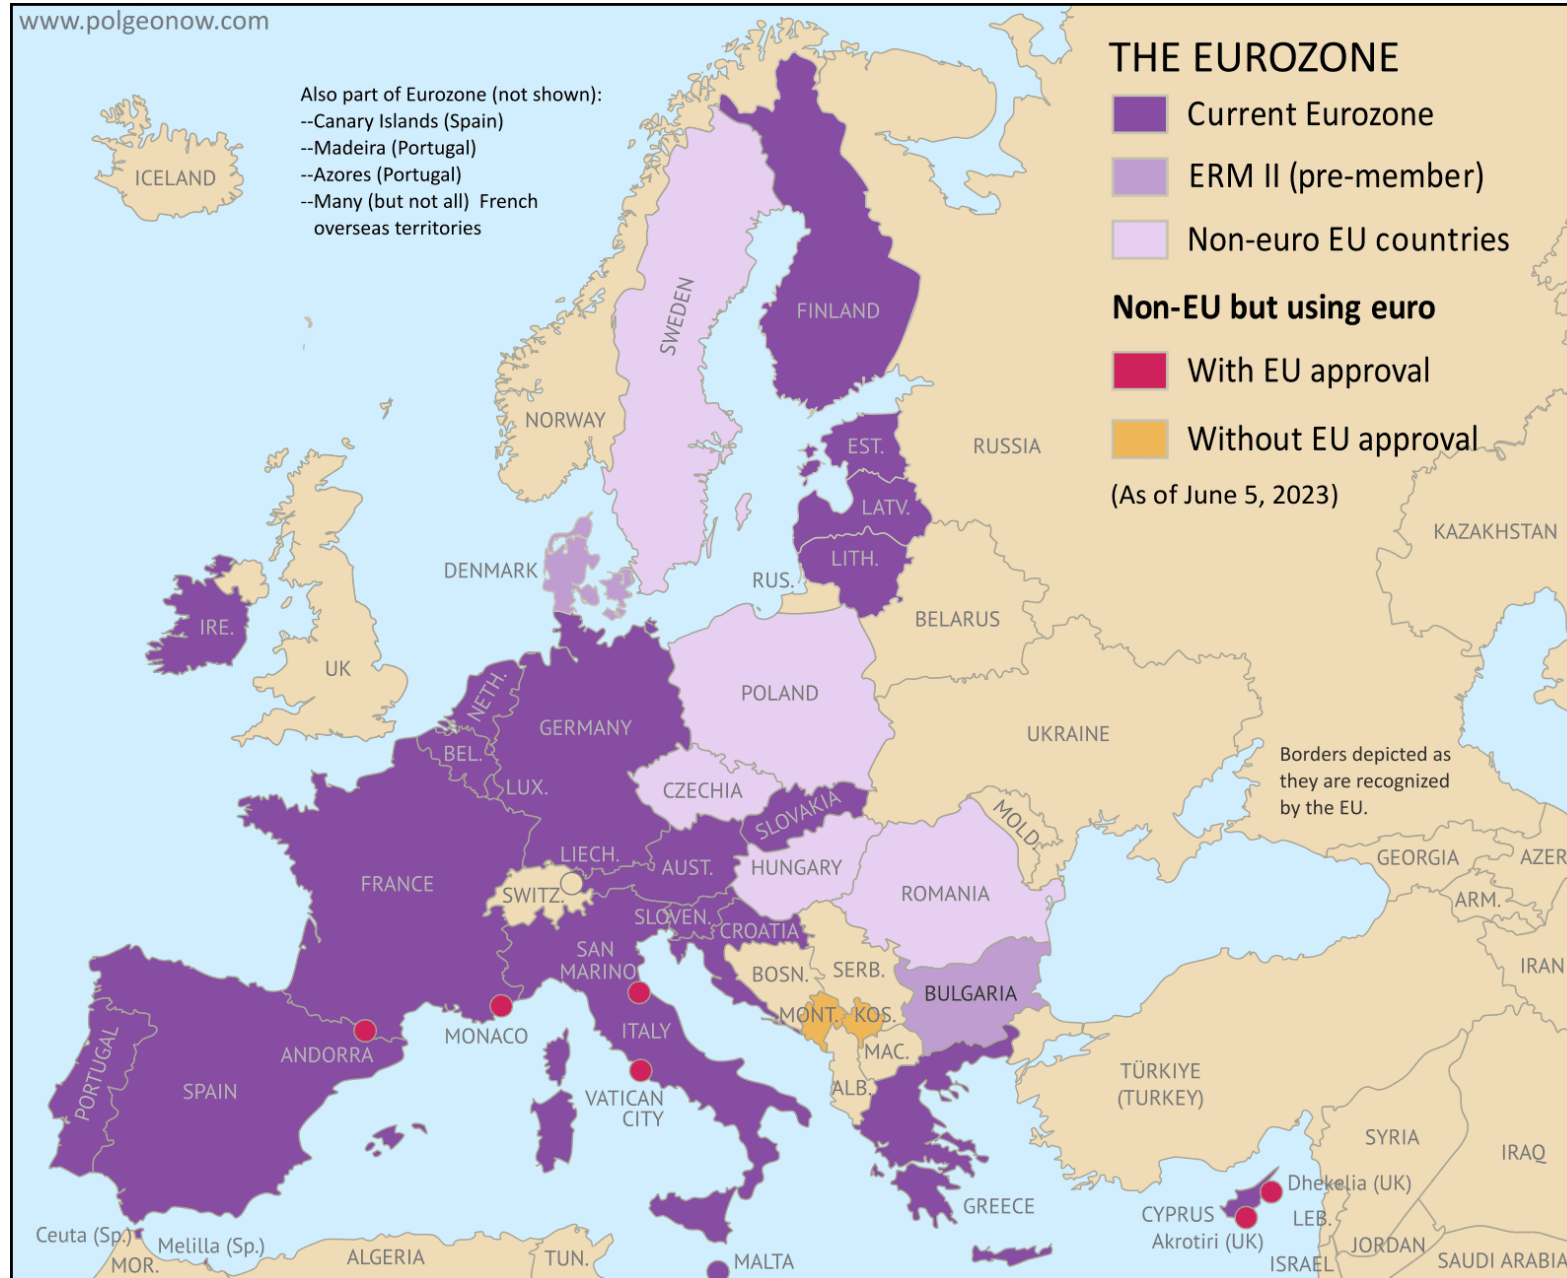 www.polgeonow.com
Also part of Eurozone (not shown):
--Canary Islands (Spain)
--Madeira (Portugal)
--Azores (Portugal)
--Many (but not all) French
overseas territories
THE EUROZONE
Current Eurozone
ERM II (pre-member)
Non-euro EU countries
Non-EU but using euro
With EU approval
Without EU approval
(As of June 5, 2023)
ICELAND
SWEDEN
FINLAND
NORWAY
RUSSIA
EST.
LATV.
LITH.
KAZAKHSTAN
DENMARK
RUS.
BELARUS
IRE.
UK
NETH.
POLAND
GERMANY
UKRAINE
BEL.
LUX.
CZECHIA
SLOVAKIA
MOLD.
Borders depicted as
they are recognized
by the EU.
LIECH.
AUST.
HUNGARY
GEORGIA
AZER
FRANCE
SWITZ.
ROMANIA
ARM.
SLOVEN.
CROATIA
SAN
MARINO
BOSN.
SERB.
IRAN
BULGARIA
MONT.
KOS.
MONACO
ITALY
ANDORRA
MAC.
PORTUGAL
SPAIN
ALB.
TÜRKIYE
(TURKEY)
VATICAN
CITY
SYRIA
IRAQ
Dhekelia (UK)
GREECE
CYPRUS
LEB.
Akrotiri (UK)
Ceuta (Sp.)
Melilla (Sp.)
MOR.
ALGERIA
TUN.
MALTA
ISRAEL
JORDAN
SAUDI ARABIA